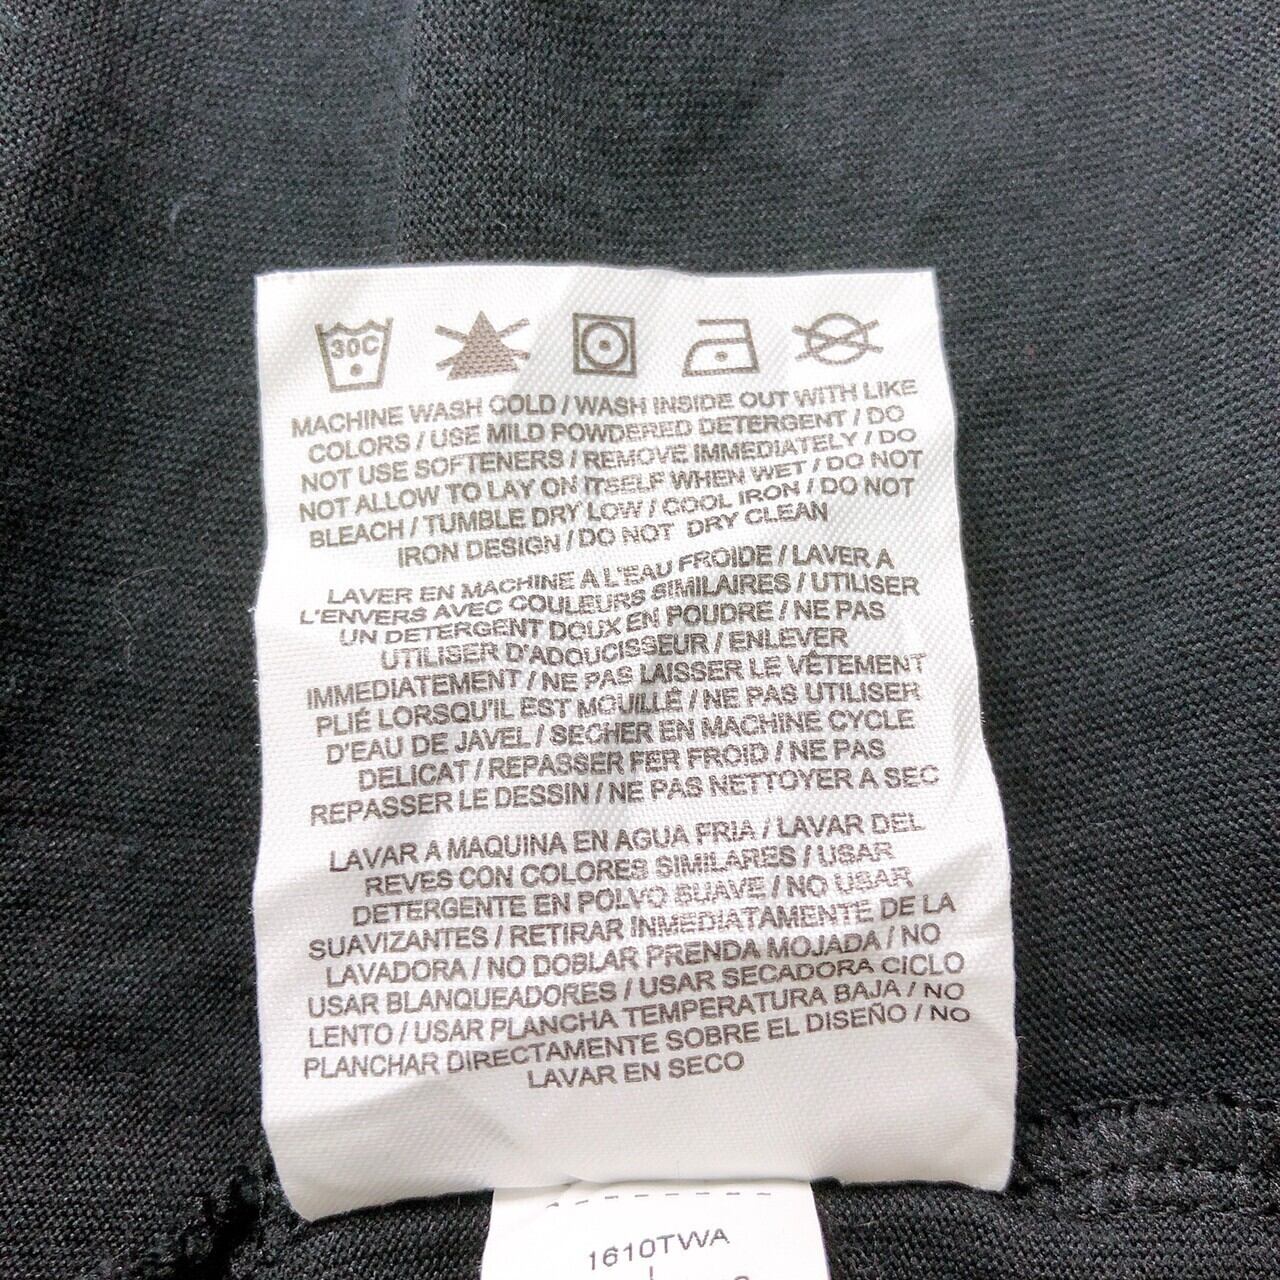 30C
MACHINE WASH COLD / WASH INSIDE OUT WITH LIKE
COLORS / USE MILD POWDERED DETERGENT / DO
NOT USE SOFTENERS / REMOVE IMMEDIATELY / DO
NOT ALLOW TO LAY ON ITSELF WHEN WET / DO NOT
BLEACH / TUMBLE DRY LOW / COOL IRON / DO NOT
IRON DESIGN / DO NOT DRY CLEAN
LAVER EN MACHINE A L'EAU FROIDE / LAVER A
L'ENVERS AVEC COULEURS SIMILAIRES / UTILISER
UN DETERGENT DOUX EN POUDRE / NE PAS
UTILISER D'ADOUCISSEUR / ENLEVER
IMMEDIATEMENT / NE PAS LAISSER LE VÊTEMENT
PLIÉ LORSQU'IL EST MOUILLÉ / NE PAS UTILISER
D'EAU DE JAVEL / SECHER EN MACHINE CYCLE
DELICAT / REPASSER FER FROID / NE PAS
REPASSER LE DESSIN / NE PAS NETTOYER A SEC
LAVAR A MAQUINA EN AGUA FRIA / LAVAR DEL
REVES CON COLORES SIMILARES / USAR
DETERGENTE EN POLVO SUAVE / NO USAR
SUAVIZANTES / RETIRAR INMEDIATAMENTE DE LA
LAVADORA / NO DOBLAR PRENDA MOJADA / NO
USAR BLANQUEADORES / USAR SECADORA CICLO
LENTO / USAR PLANCHA TEMPERATURA BAJA / NO
PLANCHAR DIRECTAMENTE SOBRE EL DISEÑO / NO
LAVAR EN SECO
1610TWA